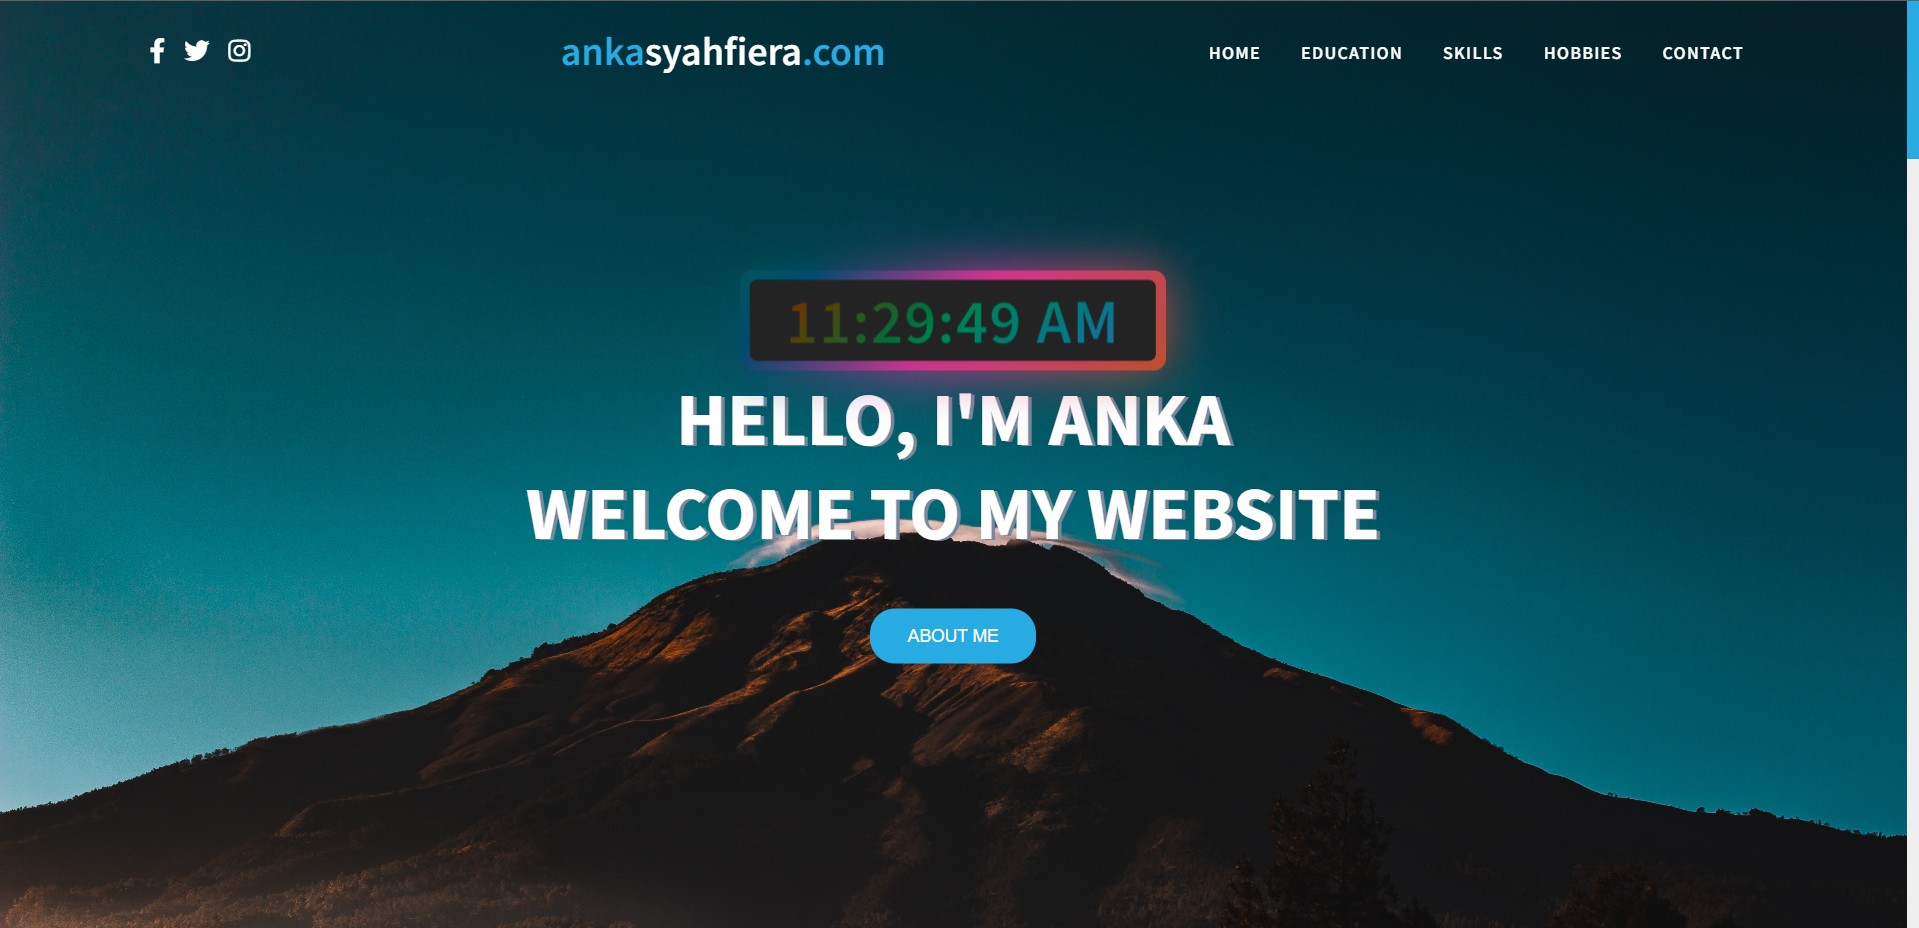 ankasyahfiera.com
HOME EDUCATION SKILLS HOBBIES CONTACT
11:29:49 AM
HELLO, I'M ANKA
WELCOME TO MY WEBSITE
ABOUT ME